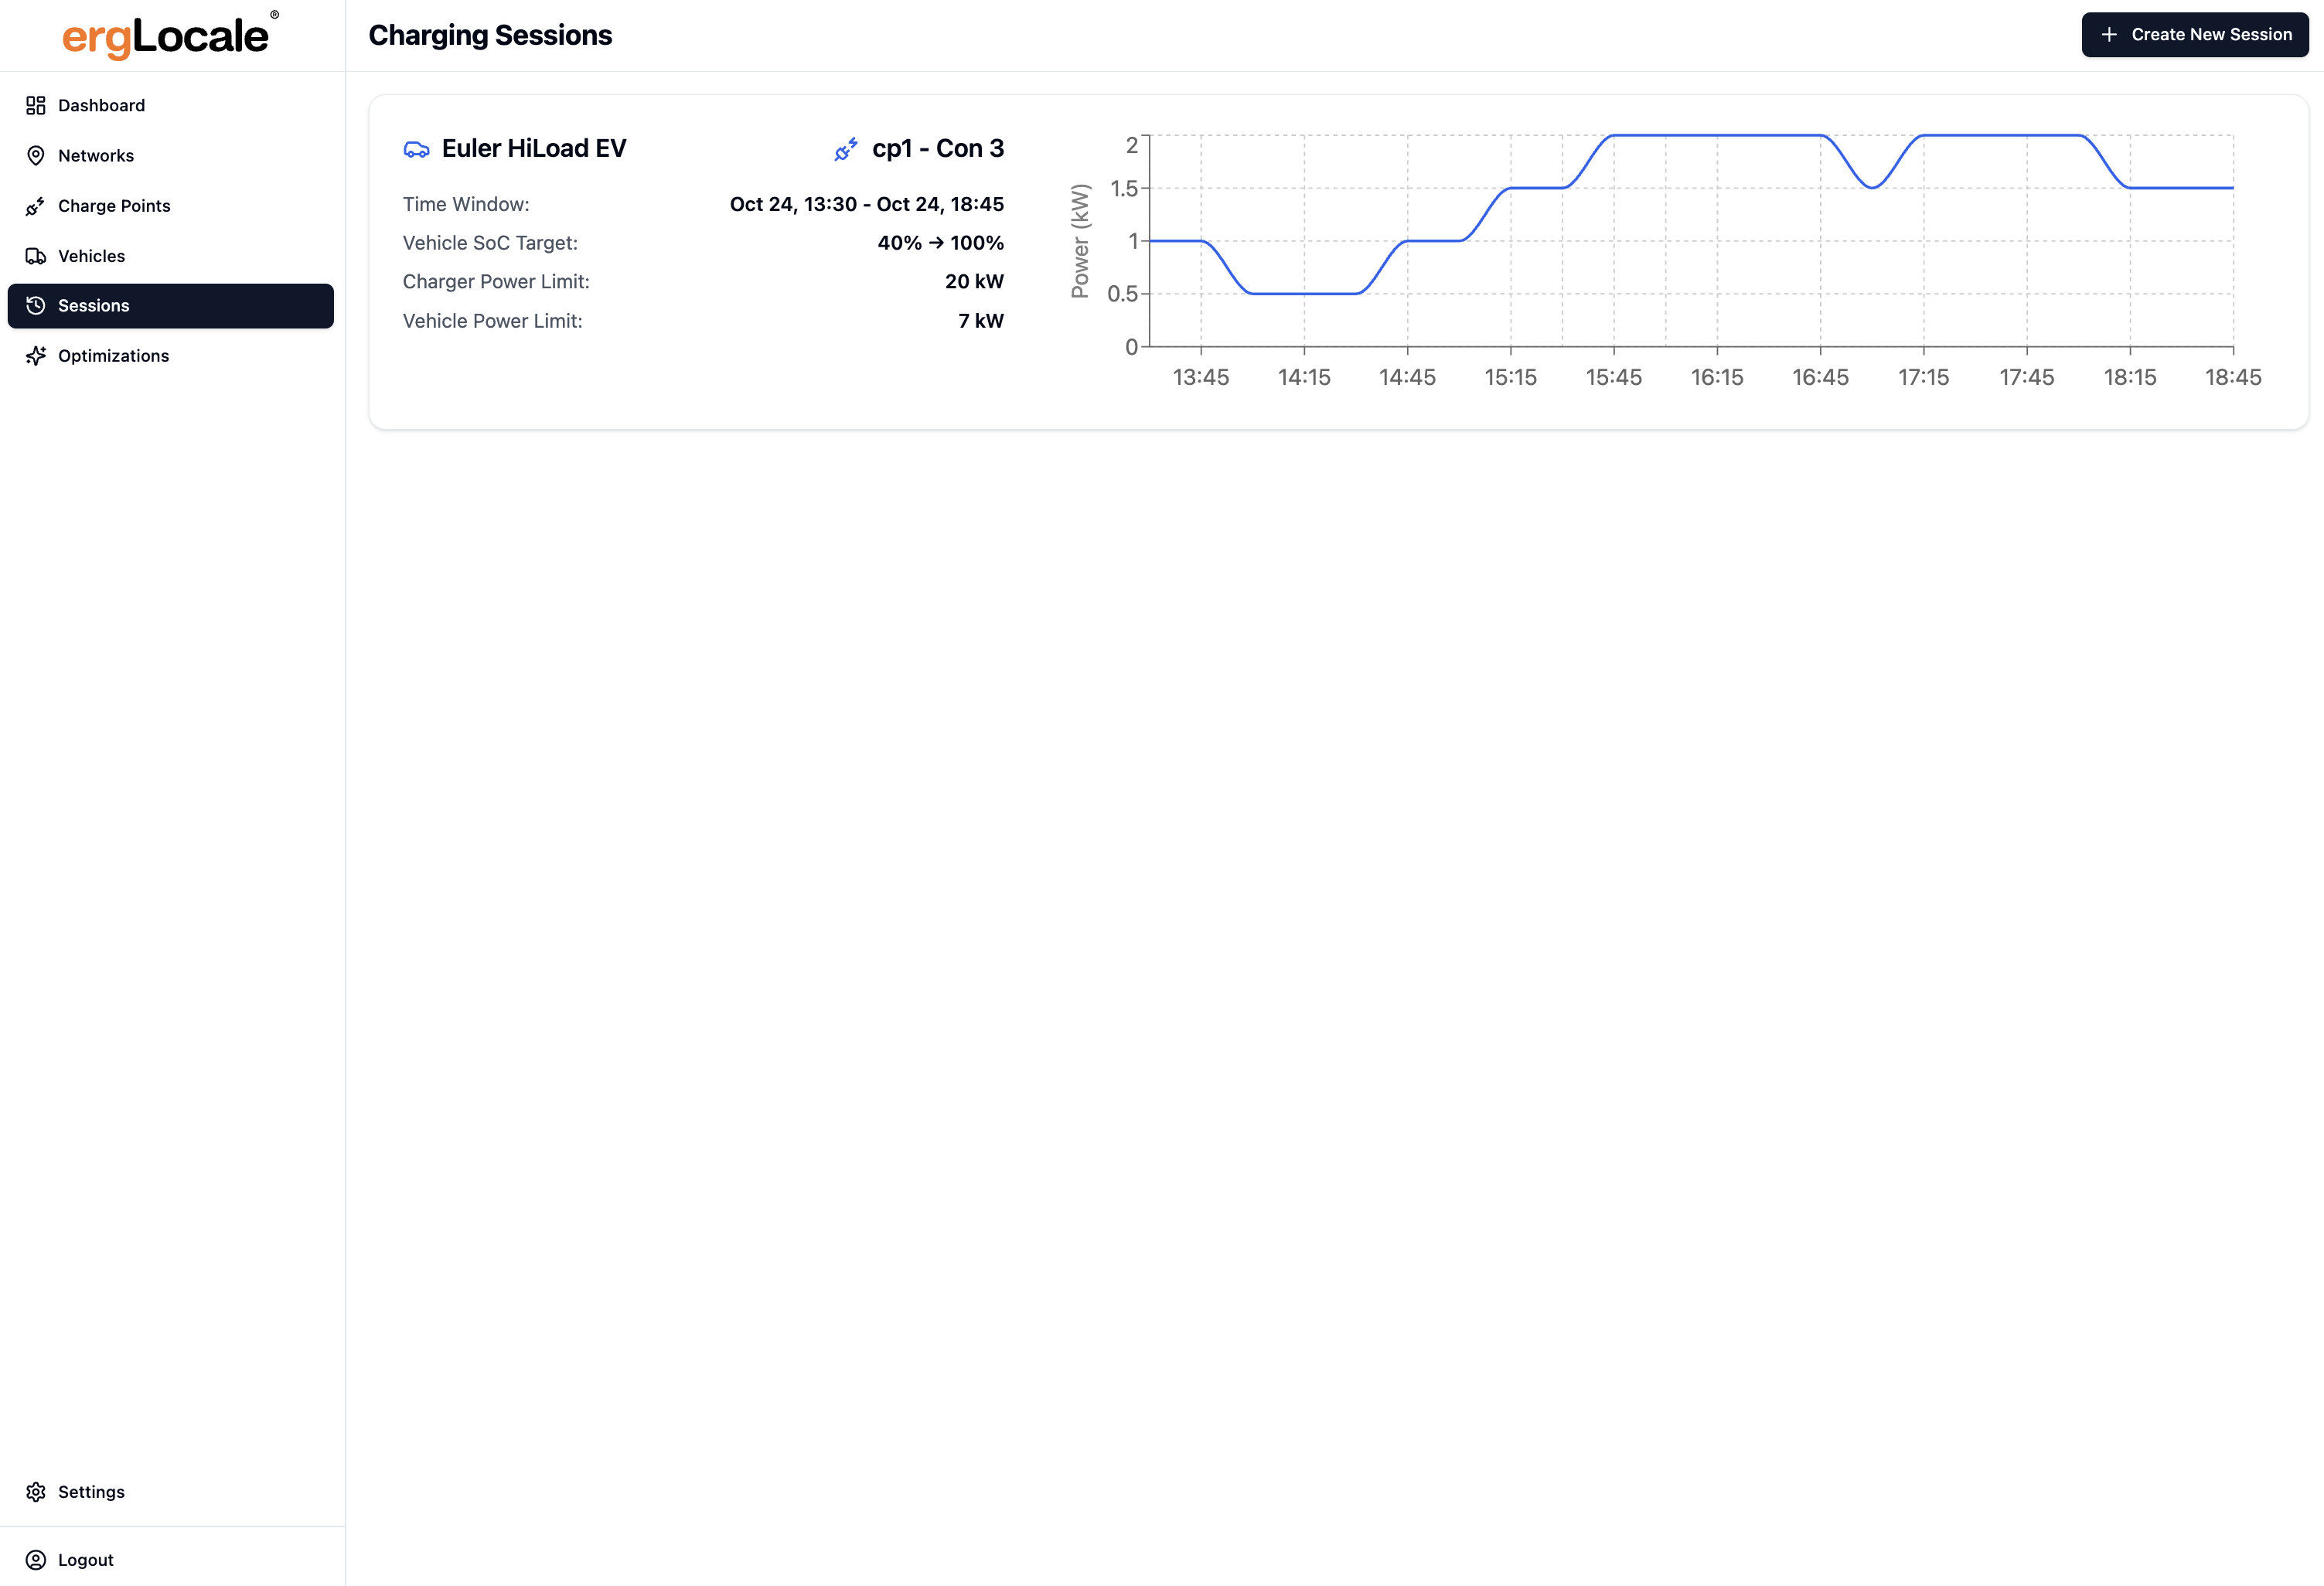 ergLocale®
Charging Sessions
Create New Session
Dashboard
Networks
Charge Points
Vehicles
Sessions
Optimizations
Settings
Logout
Euler HiLoad EV
cp1 - Con 3
Time Window: Oct 24, 13:30 - Oct 24, 18:45
Vehicle SoC Target: 40% → 100%
Charger Power Limit: 20 kW
Vehicle Power Limit: 7 kW
Power (kW)
2
1.5
1
0.5
0
13:45 14:15 14:45 15:15 15:45 16:15 16:45 17:15 17:45 18:15 18:45